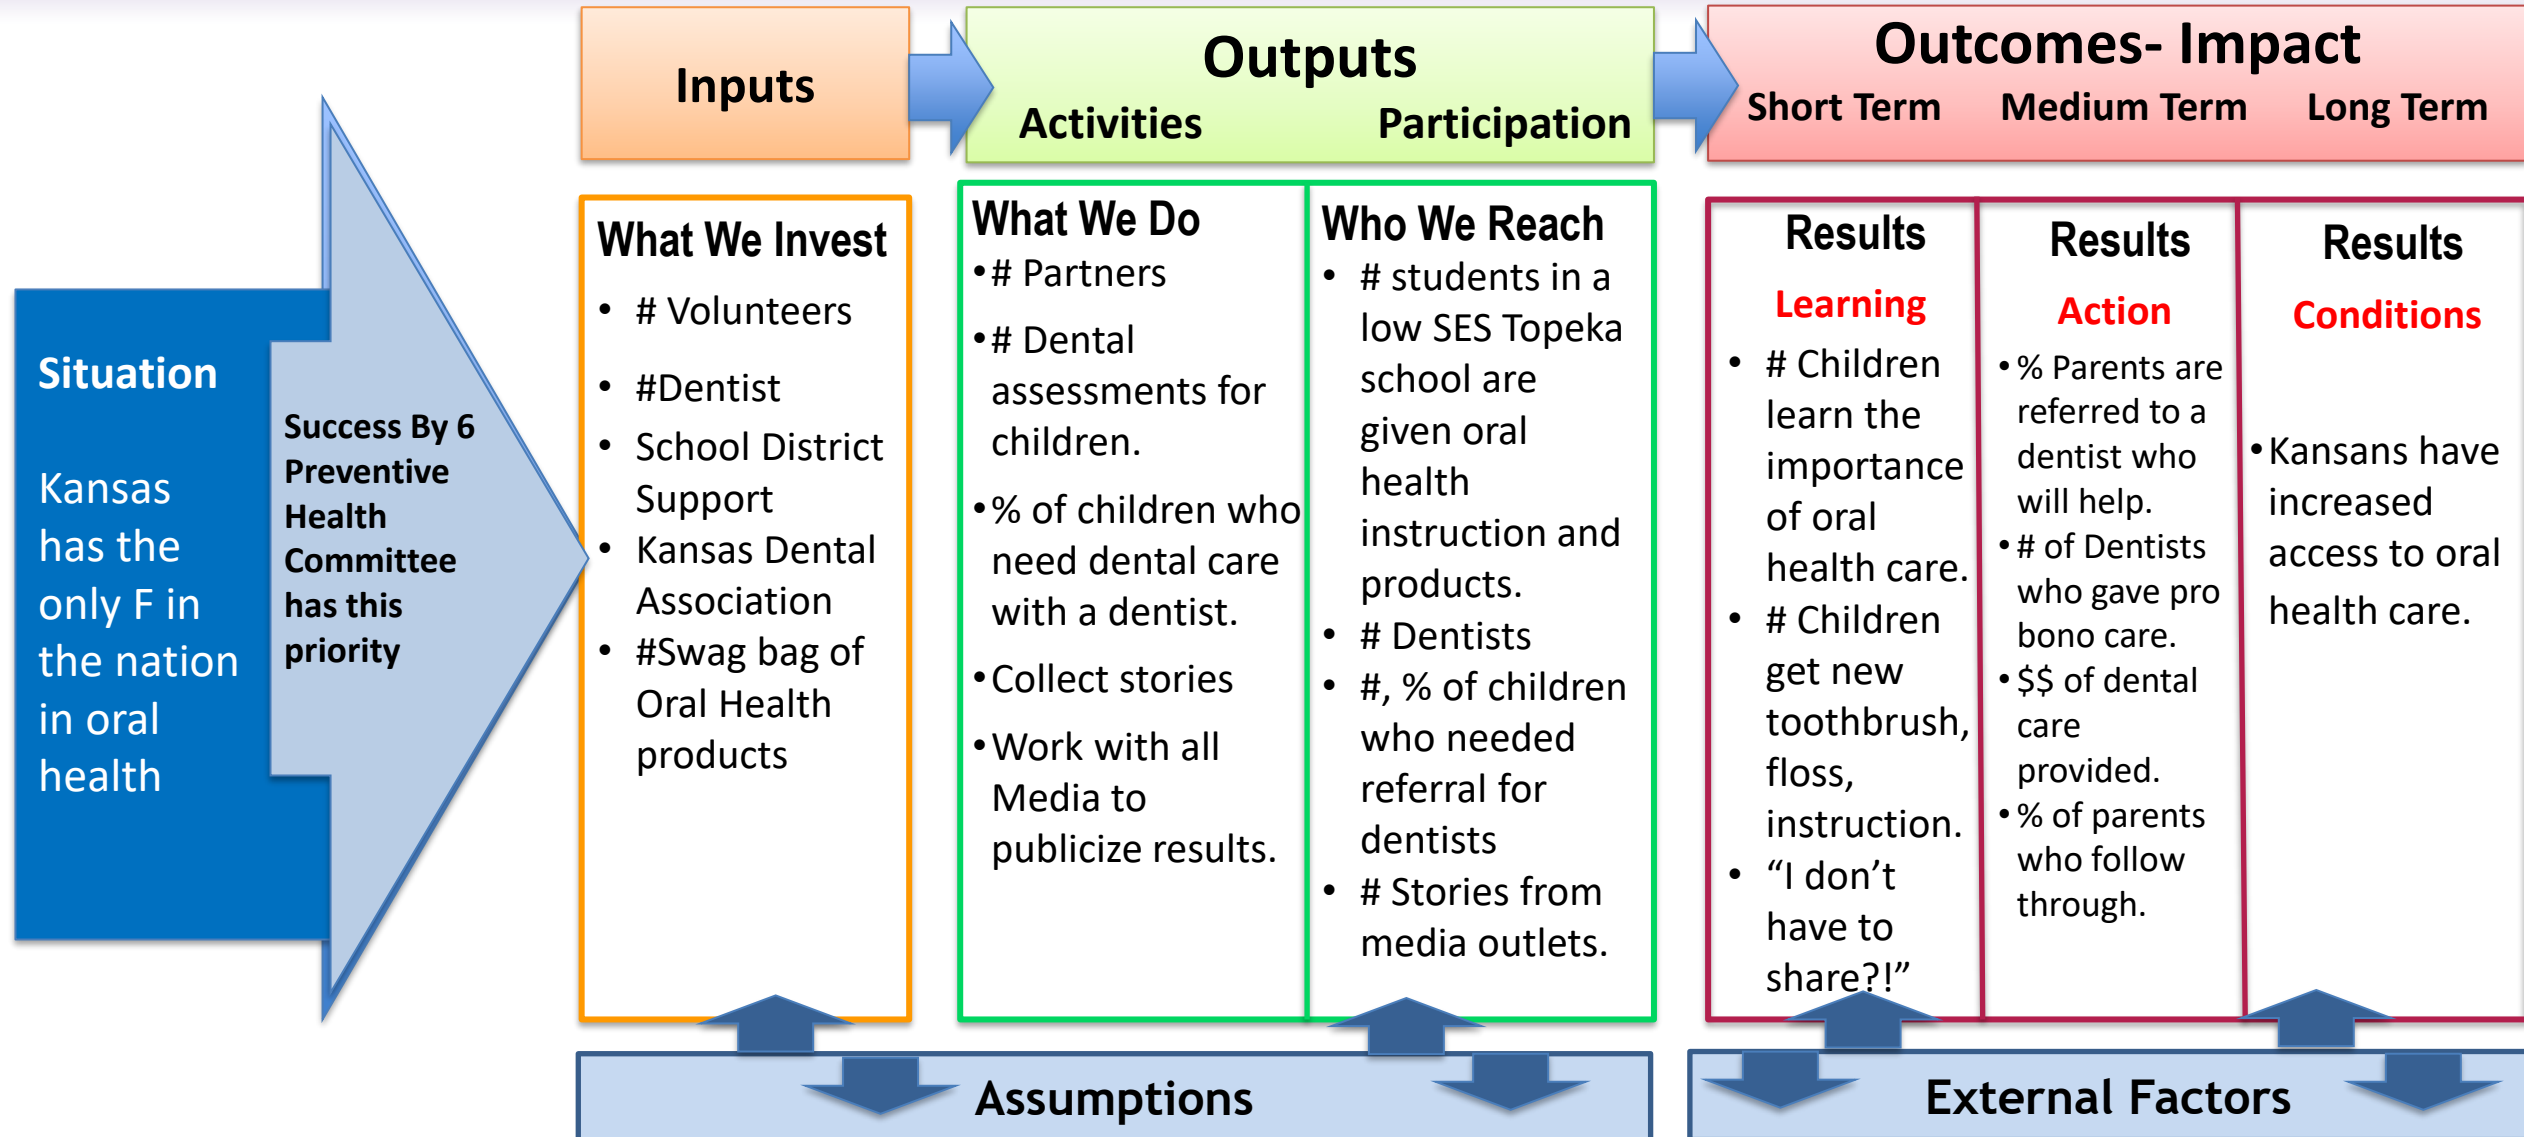 Inputs
Outputs
Activities
Participation
Outcomes- Impact
Short Term
Medium Term
Long Term
Situation
Kansas
has the
only F in
the nation
in oral
health
Success By 6
Preventive
Health
Committee
has this
priority
What We Invest
• # Volunteers
• #Dentist
• School District
Support
• Kansas Dental
Association
• #Swag bag of
Oral Health
products
What We Do
• # Partners
• # Dental
assessments for
children.
• % of children who
need dental care
with a dentist.
• Collect stories
• Work with all
Media to
publicize results.
Who We Reach
• # students in a
low SES Topeka
school are
given oral
health
instruction and
products.
• # Dentists
• #, % of children
who needed
referral for
dentists
• # Stories from
media outlets.
Results
Learning
• # Children
learn the
importance
of oral
health care.
• # Children
get new
toothbrush,
floss,
instruction.
• “I don’t
have to
share?!”
Results
Action
• % Parents are
referred to a
dentist who
will help.
• # of Dentists
who gave pro
bono care.
• $$ of dental
care
provided.
• % of parents
who follow
through.
Results
Conditions
• Kansans have
increased
access to oral
health care.
Assumptions
External Factors